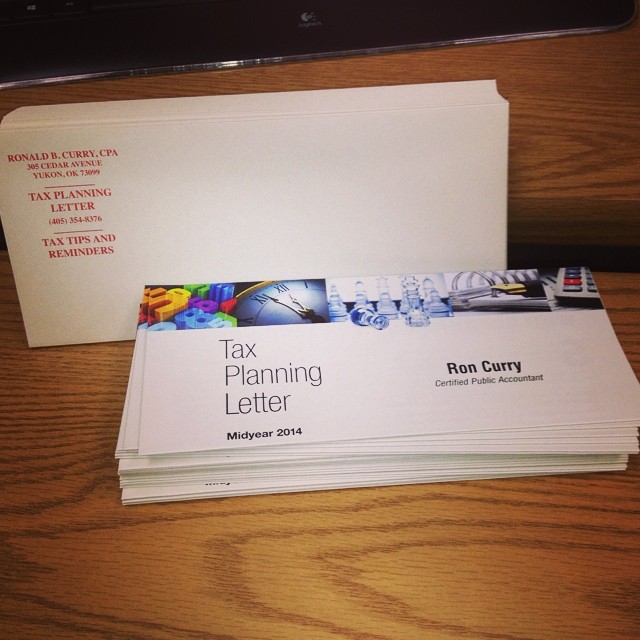 Logitech
RONALD B. CURRY, CPA
305 CEDAR AVENUE
YUKON, OK 73099
TAX PLANNING
LETTER
(405) 354-8376
TAX TIPS AND
REMINDERS
Tax
Planning
Letter
Midyear 2014
Ron Curry
Certified Public Accountant